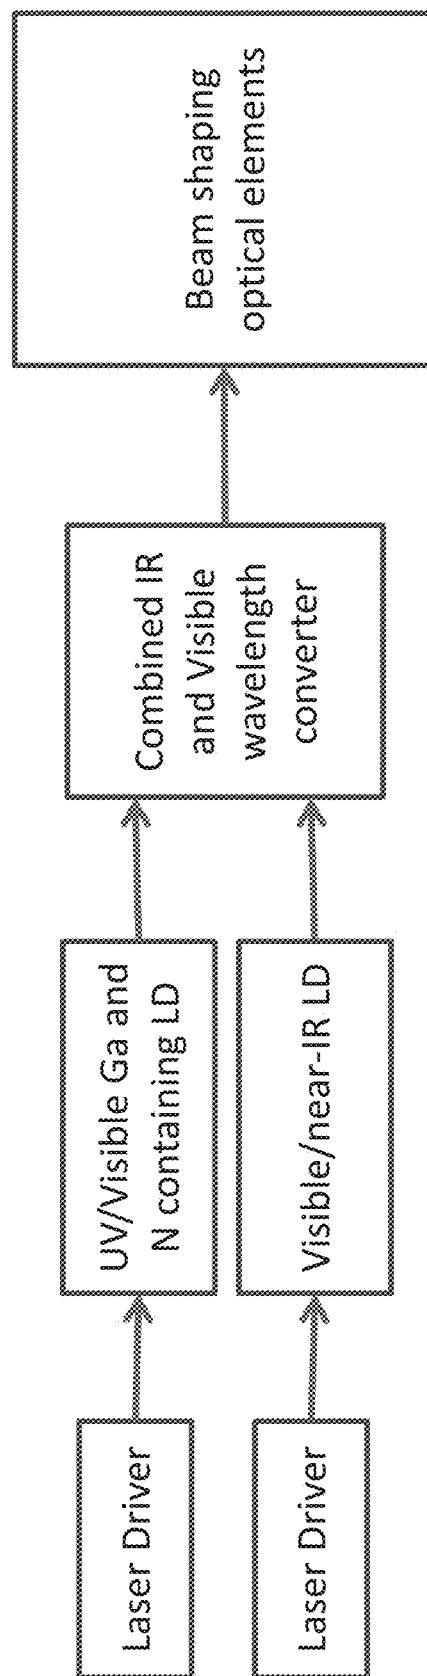 Laser Driver
UV/Visible Ga and
N containing LD
Laser Driver
Visible/near-IR LD
Combined IR
and Visible
wavelength
converter
Beam shaping
optical elements